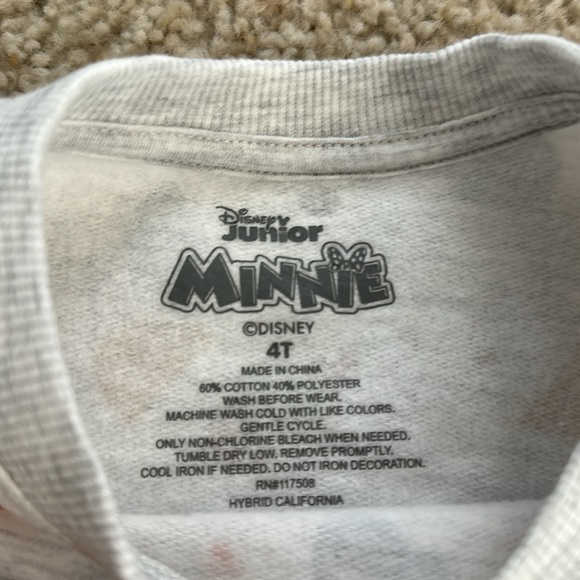 Disney
Junior
MINNIE
©DISNEY
4T
MADE IN CHINA
60% COTTON 40% POLYESTER
WASH BEFORE WEAR.
MACHINE WASH COLD WITH LIKE COLORS.
GENTLE CYCLE.
ONLY NON-CHLORINE BLEACH WHEN NEEDED.
TUMBLE DRY LOW. REMOVE PROMPTLY.
COOL IRON IF NEEDED. DO NOT IRON DECORATION.
RN#117508
HYBRID CALIFORNIA